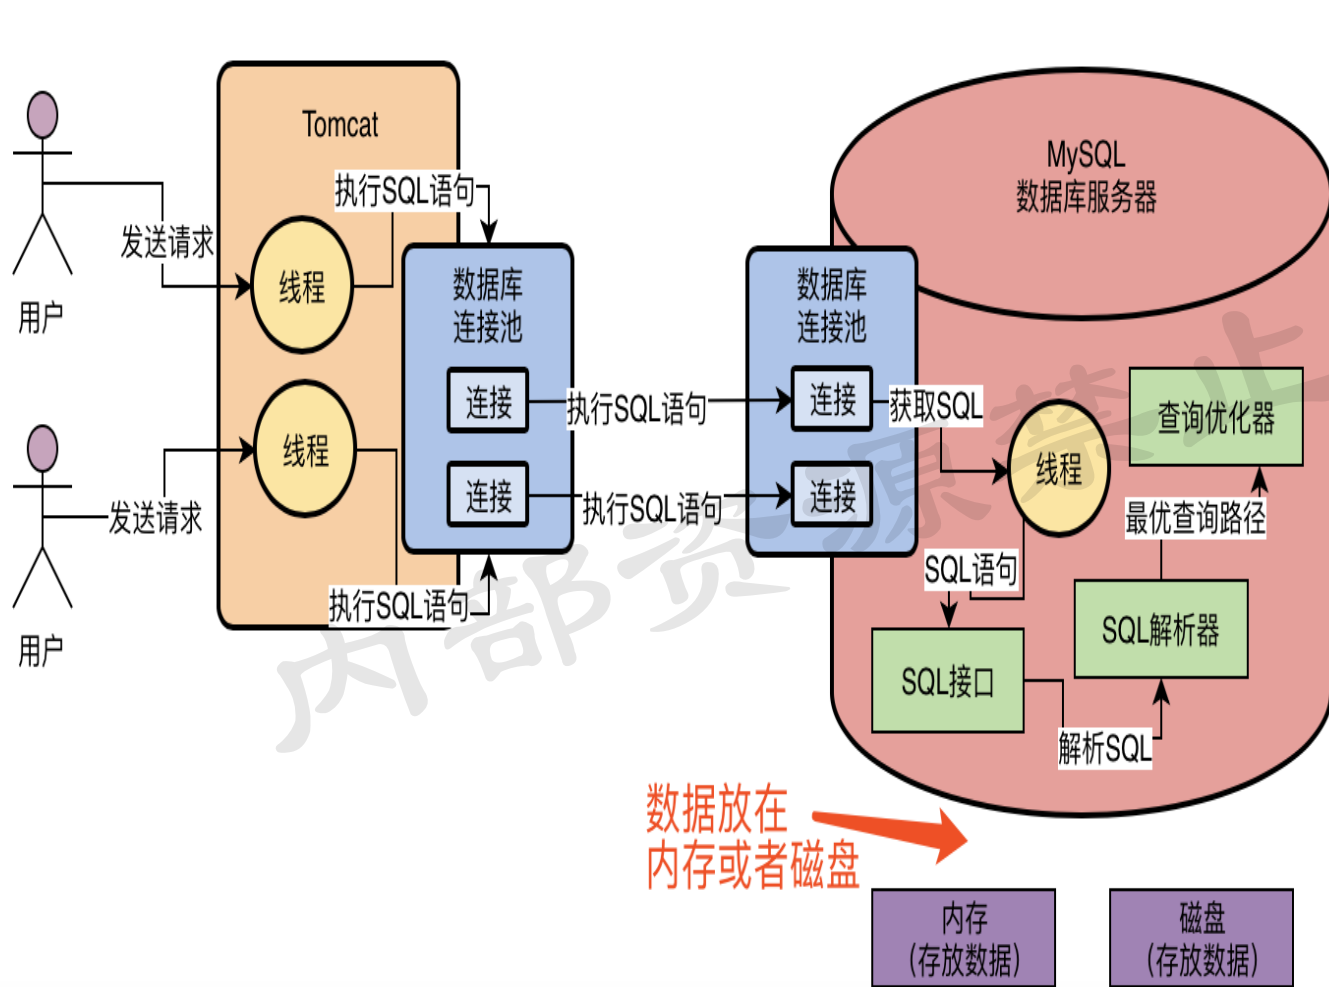 Tomcat
执行SQL语句
发送请求
线程
用户
数据库
连接池
连接
执行SQL语句
连接
执行SQL语句
线程
发送请求
用户
执行SQL语句
MySQL
数据库服务器
数据库
连接池
连接
获取SQL
连接
线程
查询优化器
最优查询路径
SQL语句
SQL解析器
SQL接口
解析SQL
数据放在
内存或者磁盘
内存
(存放数据)
磁盘
(存放数据)
内部资源禁止